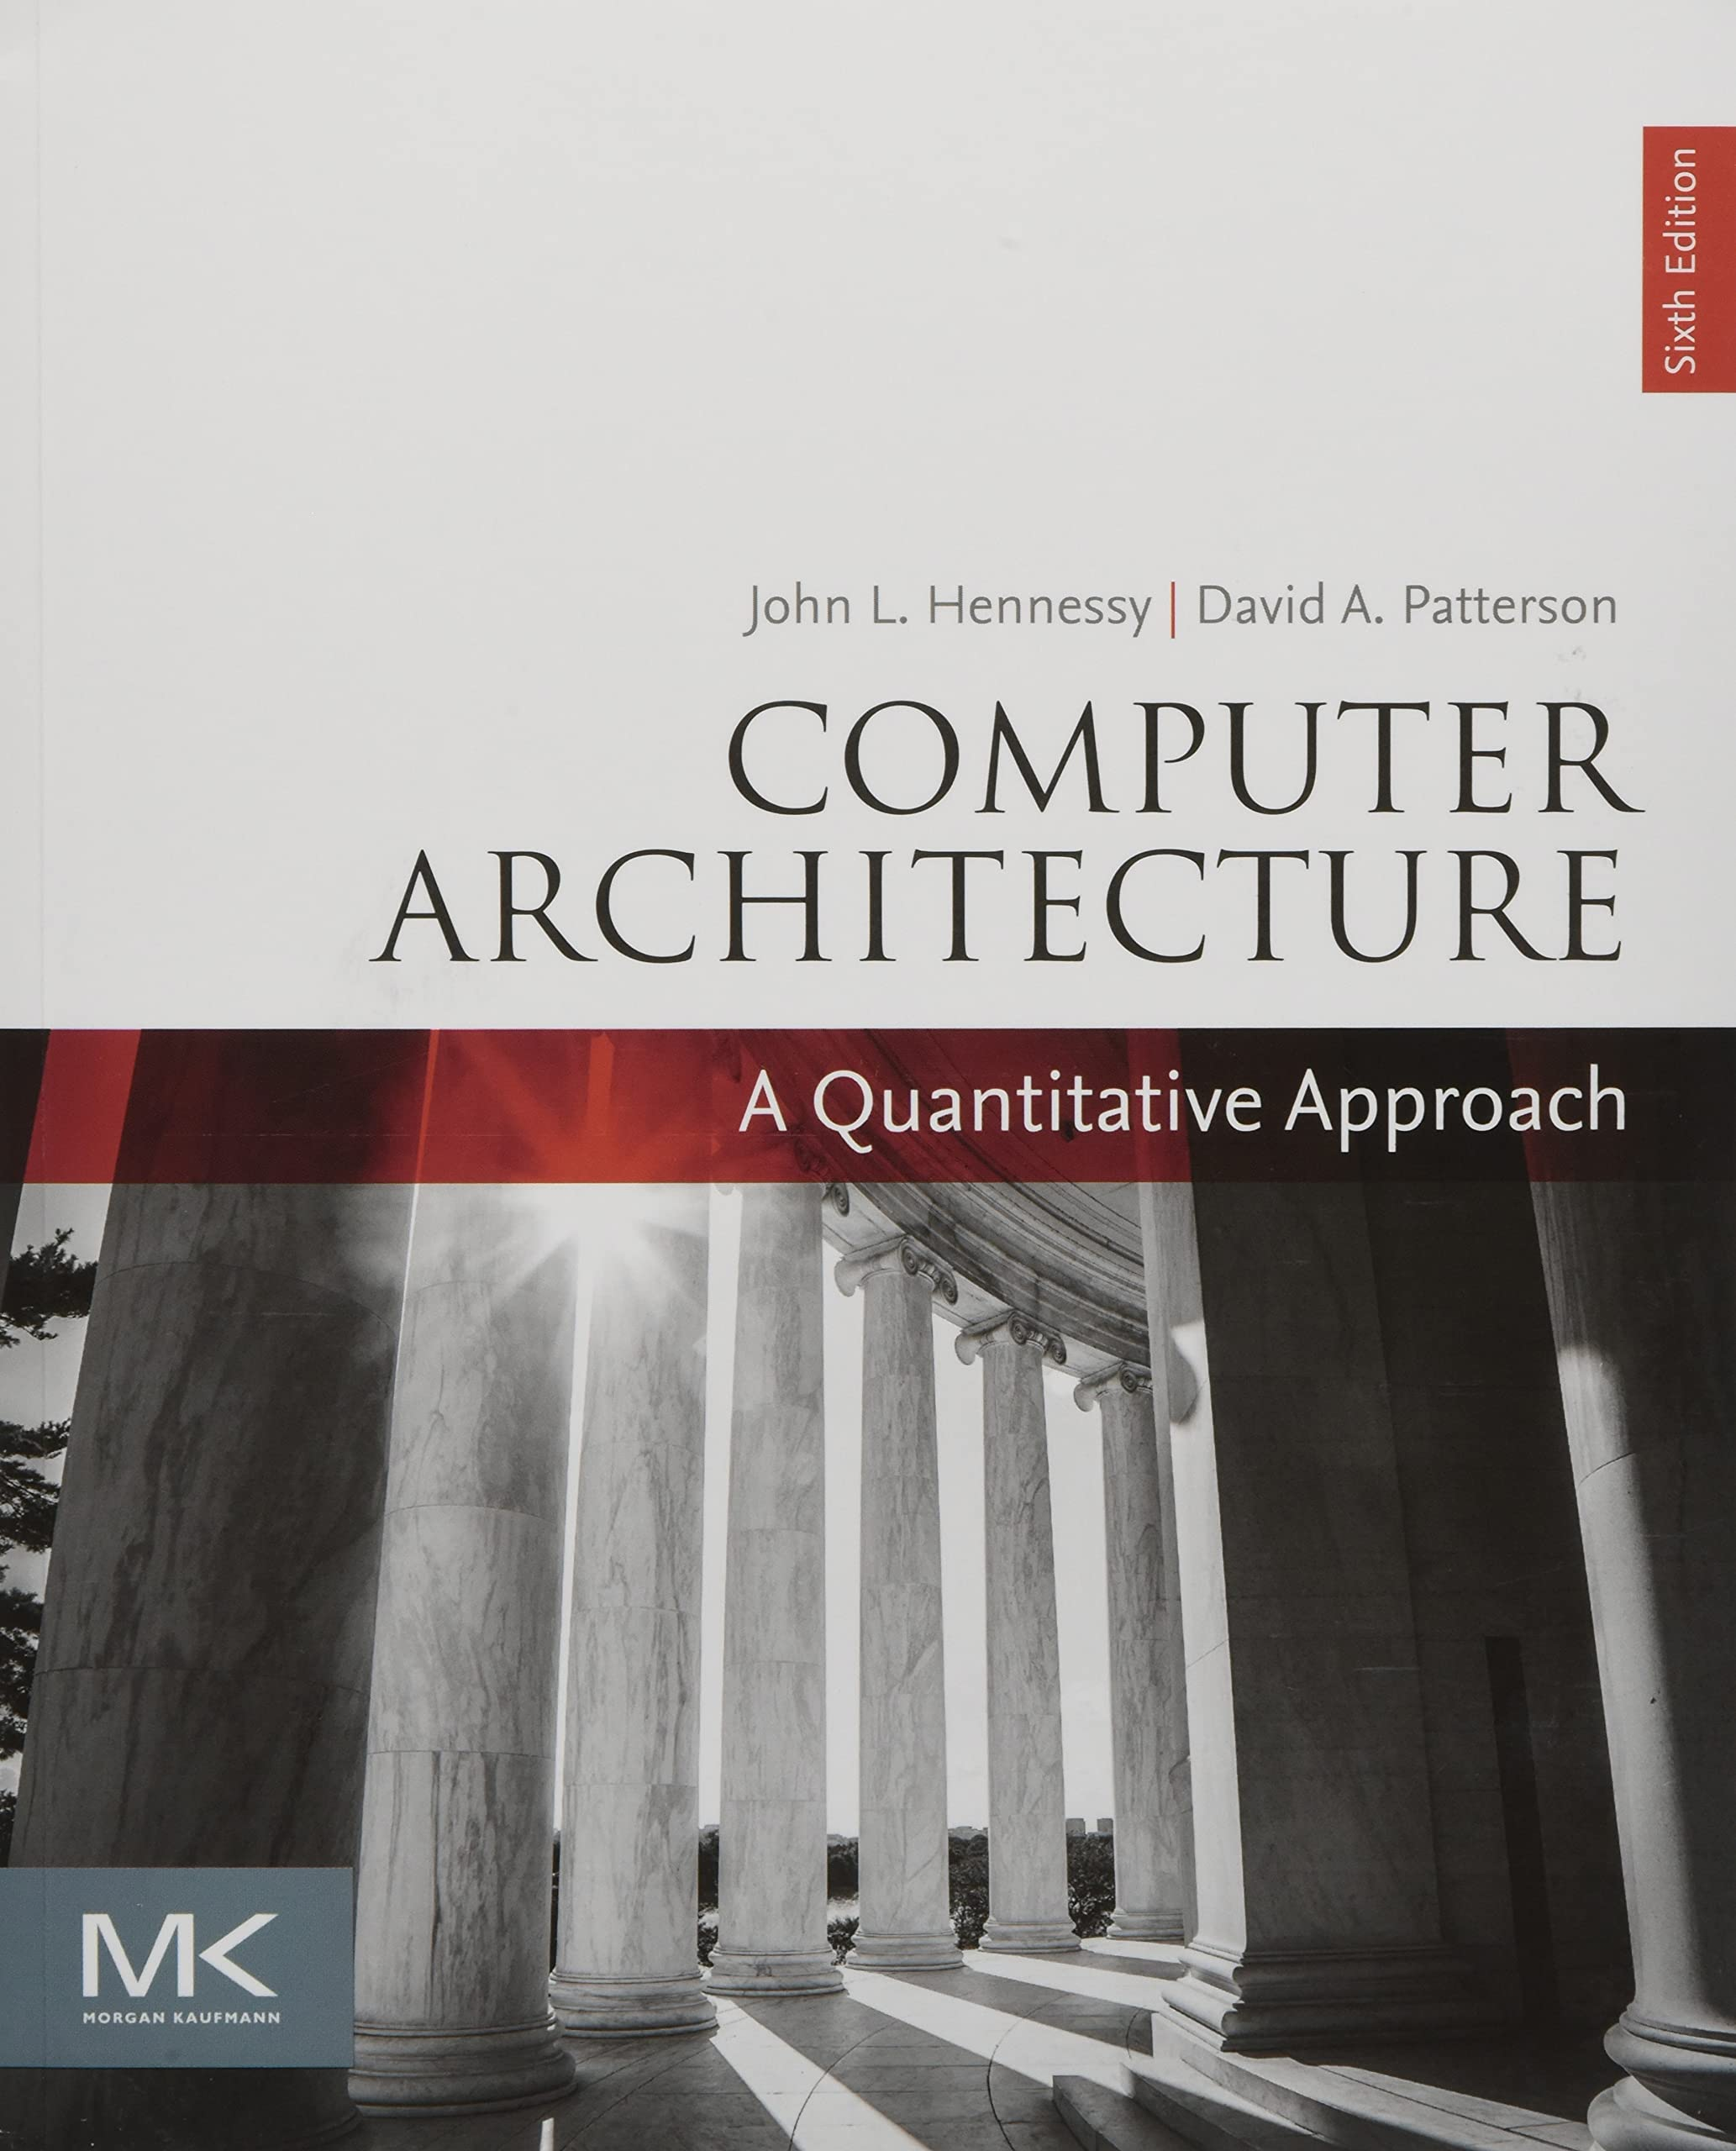 Sixth Edition
John L. Hennessy | David A. Patterson
COMPUTER
ARCHITECTURE
A Quantitative Approach
MK
MORGAN KAUFMANN